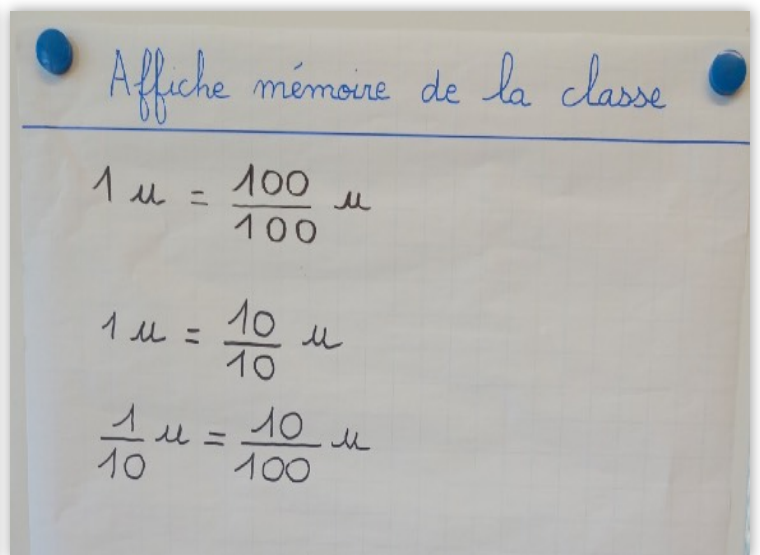 Affiche mémoire de la classe
1 u = 100/100 u
1 u = 10/10 u
1/10 u = 10/100 u